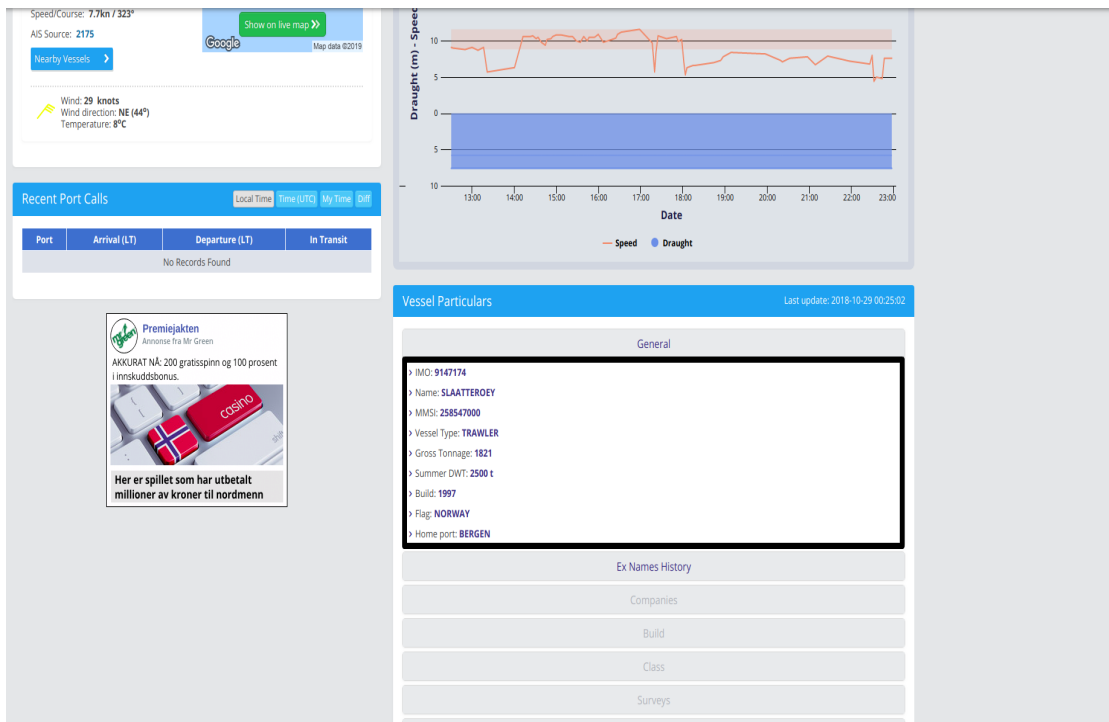 Speed/Course: 7.7kn / 323°
AIS Source: 2175
Nearby Vessels
Show on live map
Google
Map data ©2019
Wind: 29 knots
Wind direction: NE (44°)
Temperature: 8°C
Recent Port Calls
Local Time Time (UTC) My Time Diff
Port Arrival (LT) Departure (LT) In Transit
No Records Found
mr green
Premiejakten
Annonse fra Mr Green
AKKURAT NÅ: 200 gratisspinn og 100 prosent
i innskuddsbonus.
casino
shift
Her er spillet som har utbetalt
millioner av kroner til nordmenn
Draught (m) - Speed
10
5
0
5
10
13:00 14:00 15:00 16:00 17:00 18:00 19:00 20:00 21:00 22:00 23:00
Date
Speed Draught
Vessel Particulars
Last update: 2018-10-29 00:25:02
General
› IMO: 9147174
› Name: SLAATTEROEY
› MMSI: 258547000
› Vessel Type: TRAWLER
› Gross Tonnage: 1821
› Summer DWT: 2500 t
› Build: 1997
› Flag: NORWAY
› Home port: BERGEN
Ex Names History
Companies
Build
Class
Surveys